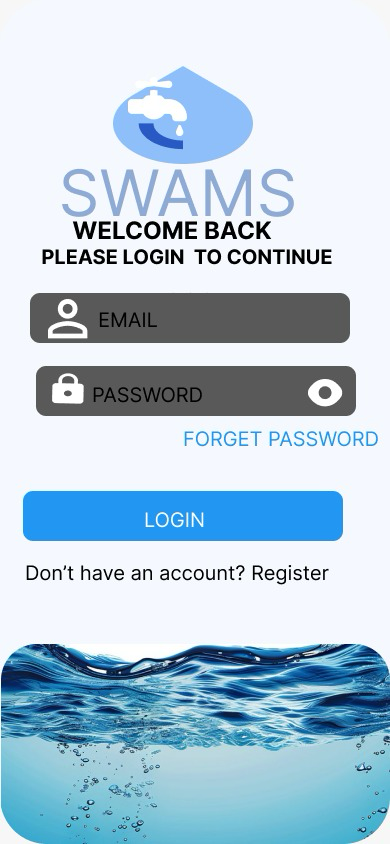 SWAMS
WELCOME BACK
PLEASE LOGIN  TO CONTINUE
EMAIL
PASSWORD
FORGET PASSWORD
LOGIN
Don’t have an account? Register